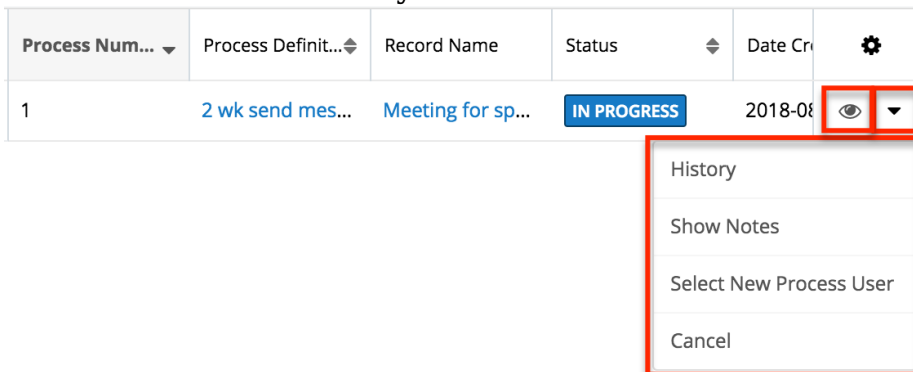 Process Num... Process Definit... Record Name Status Date Cre
1 2 wk send mes... Meeting for sp... IN PROGRESS 2018-08
History
Show Notes
Select New Process User
Cancel